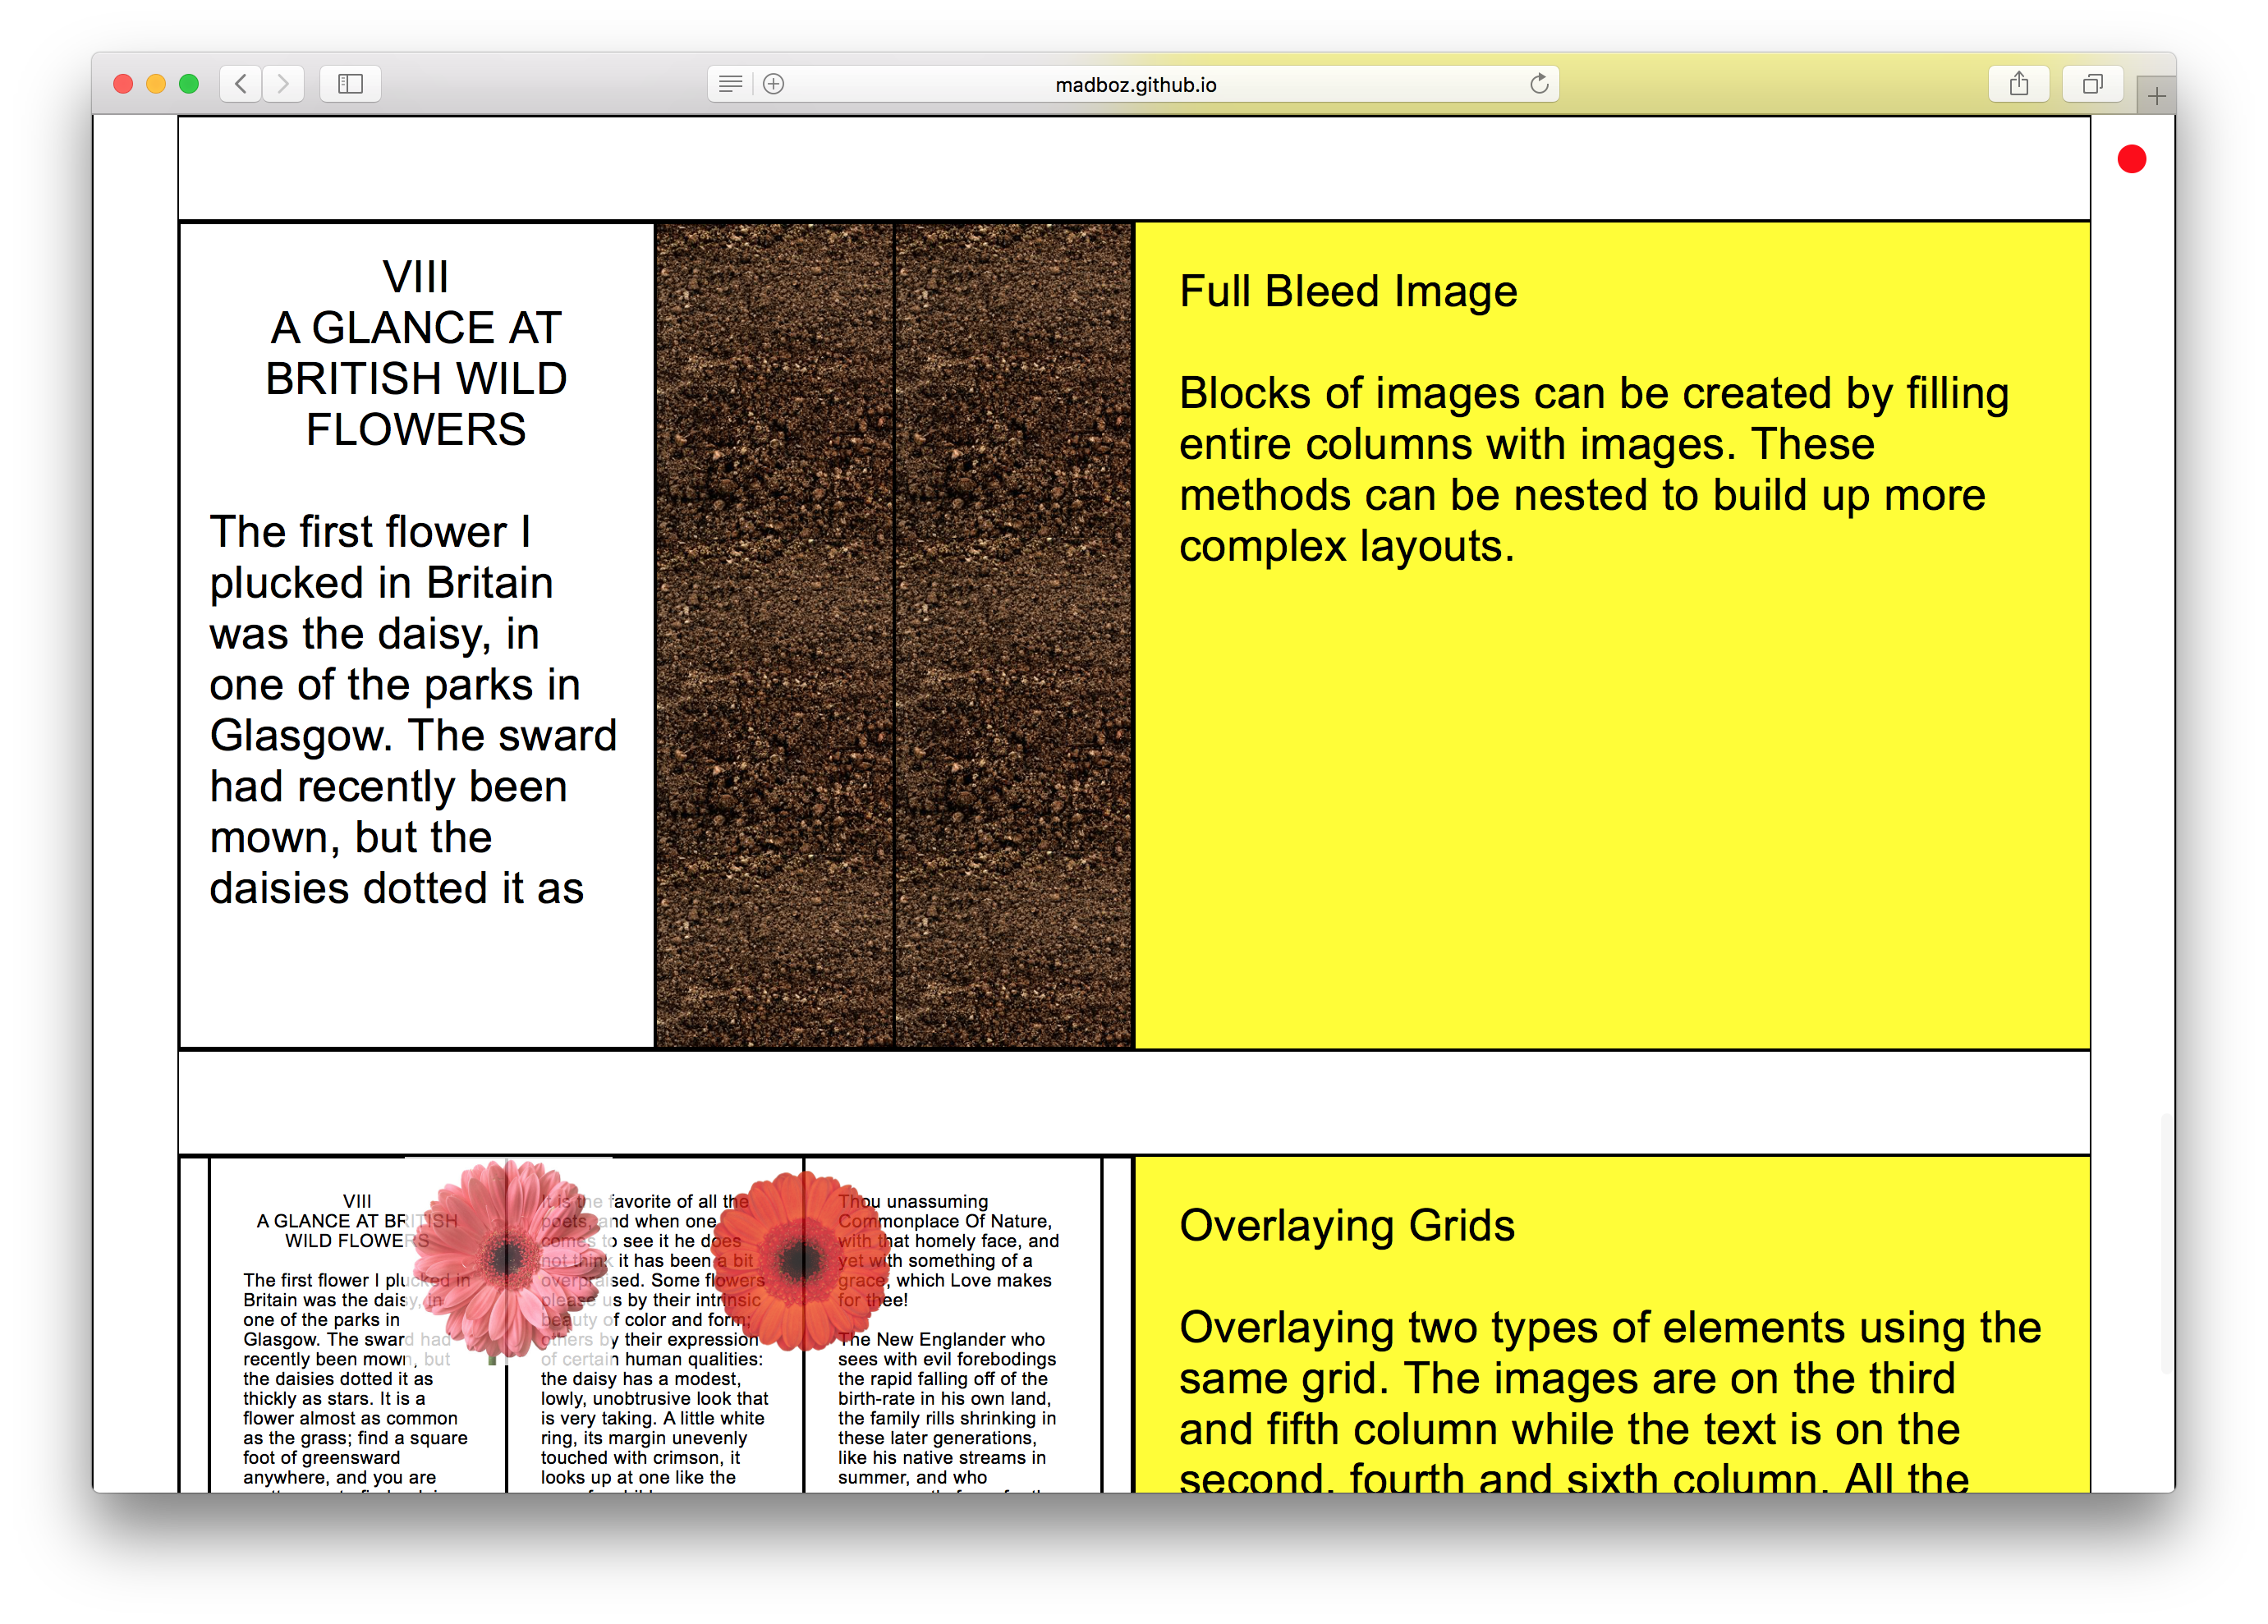 madboz.github.io
VIII
A GLANCE AT
BRITISH WILD
FLOWERS
The first flower I
plucked in Britain
was the daisy, in
one of the parks in
Glasgow. The sward
had recently been
mown, but the
daisies dotted it as
Full Bleed Image
Blocks of images can be created by filling
entire columns with images. These
methods can be nested to build up more
complex layouts.
VIII
A GLANCE AT BRITISH
WILD FLOWERS
The first flower I plucked in
Britain was the daisy, in
one of the parks in
Glasgow. The sward had
recently been mown, but
the daisies dotted it as
thickly as stars. It is a
flower almost as common
as the grass; find a square
foot of greensward
anywhere, and you are
It is the favorite of all the
poets, and when one
comes to see it he does
not think it has been a bit
overpraised. Some flowers
please us by their intrinsic
beauty of color and form;
others by their expression
of certain human qualities:
the daisy has a modest,
lowly, unobtrusive look that
is very taking. A little white
ring, its margin unevenly
touched with crimson, it
looks up at one like the
Thou unassuming
Commonplace Of Nature,
with that homely face, and
yet with something of a
grace, which Love makes
for thee!
The New Englander who
sees with evil forebodings
the rapid falling off of the
birth-rate in his own land,
the family rills shrinking in
these later generations,
like his native streams in
summer, and who
Overlaying Grids
Overlaying two types of elements using the
same grid. The images are on the third
and fifth column while the text is on the
second, fourth and sixth column. All the